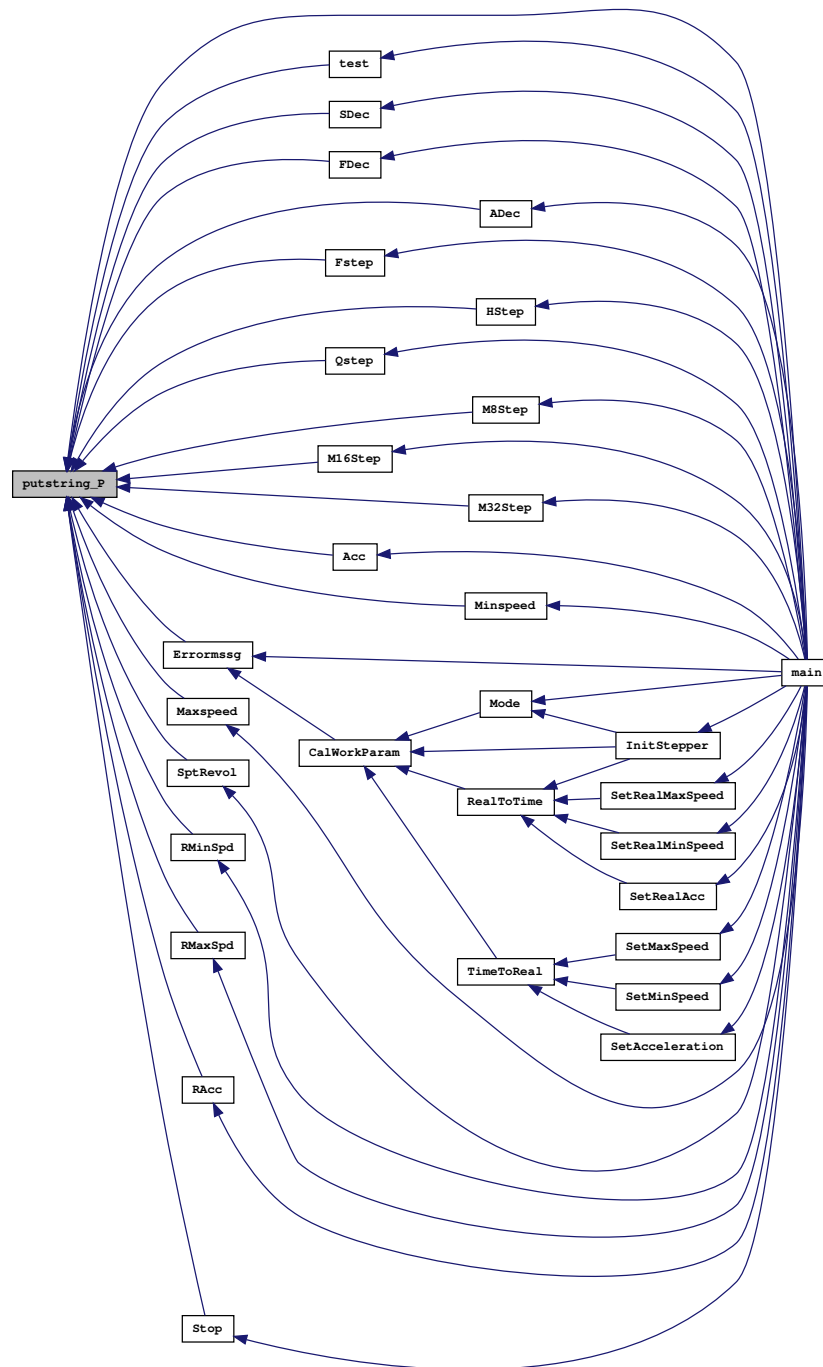 test
SDec
FDec
ADec
Fstep
HStep
Qstep
M8Step
M16Step
putstring_P
M32Step
Acc
Minspeed
Errormssg
main
Mode
Maxspeed
InitStepper
CalWorkParam
SptRevol
SetRealMaxSpeed
RealToTime
RMinSpd
SetRealMinSpeed
SetRealAcc
RMaxSpd
SetMaxSpeed
TimeToReal
SetMinSpeed
SetAcceleration
RAcc
Stop